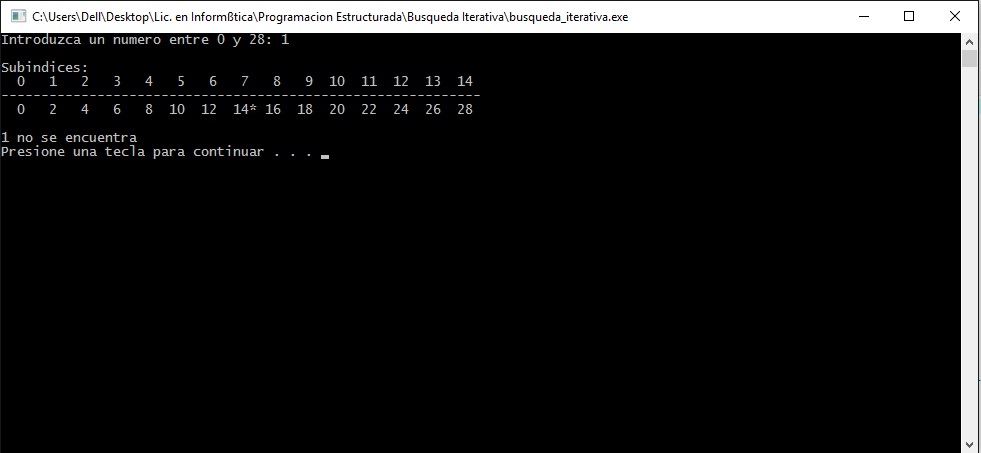 C:\Users\Dell\Desktop\Lic. en Informßtica\Programacion Estructurada\Busqueda Iterativa\busqueda_iterativa.exe
Introduzca un numero entre 0 y 28: 1
Subindices:
0 1 2 3 4 5 6 7 8 9 10 11 12 13 14
------------------------------------------------------------
0 2 4 6 8 10 12 14* 16 18 20 22 24 26 28
1 no se encuentra
Presione una tecla para continuar . . .